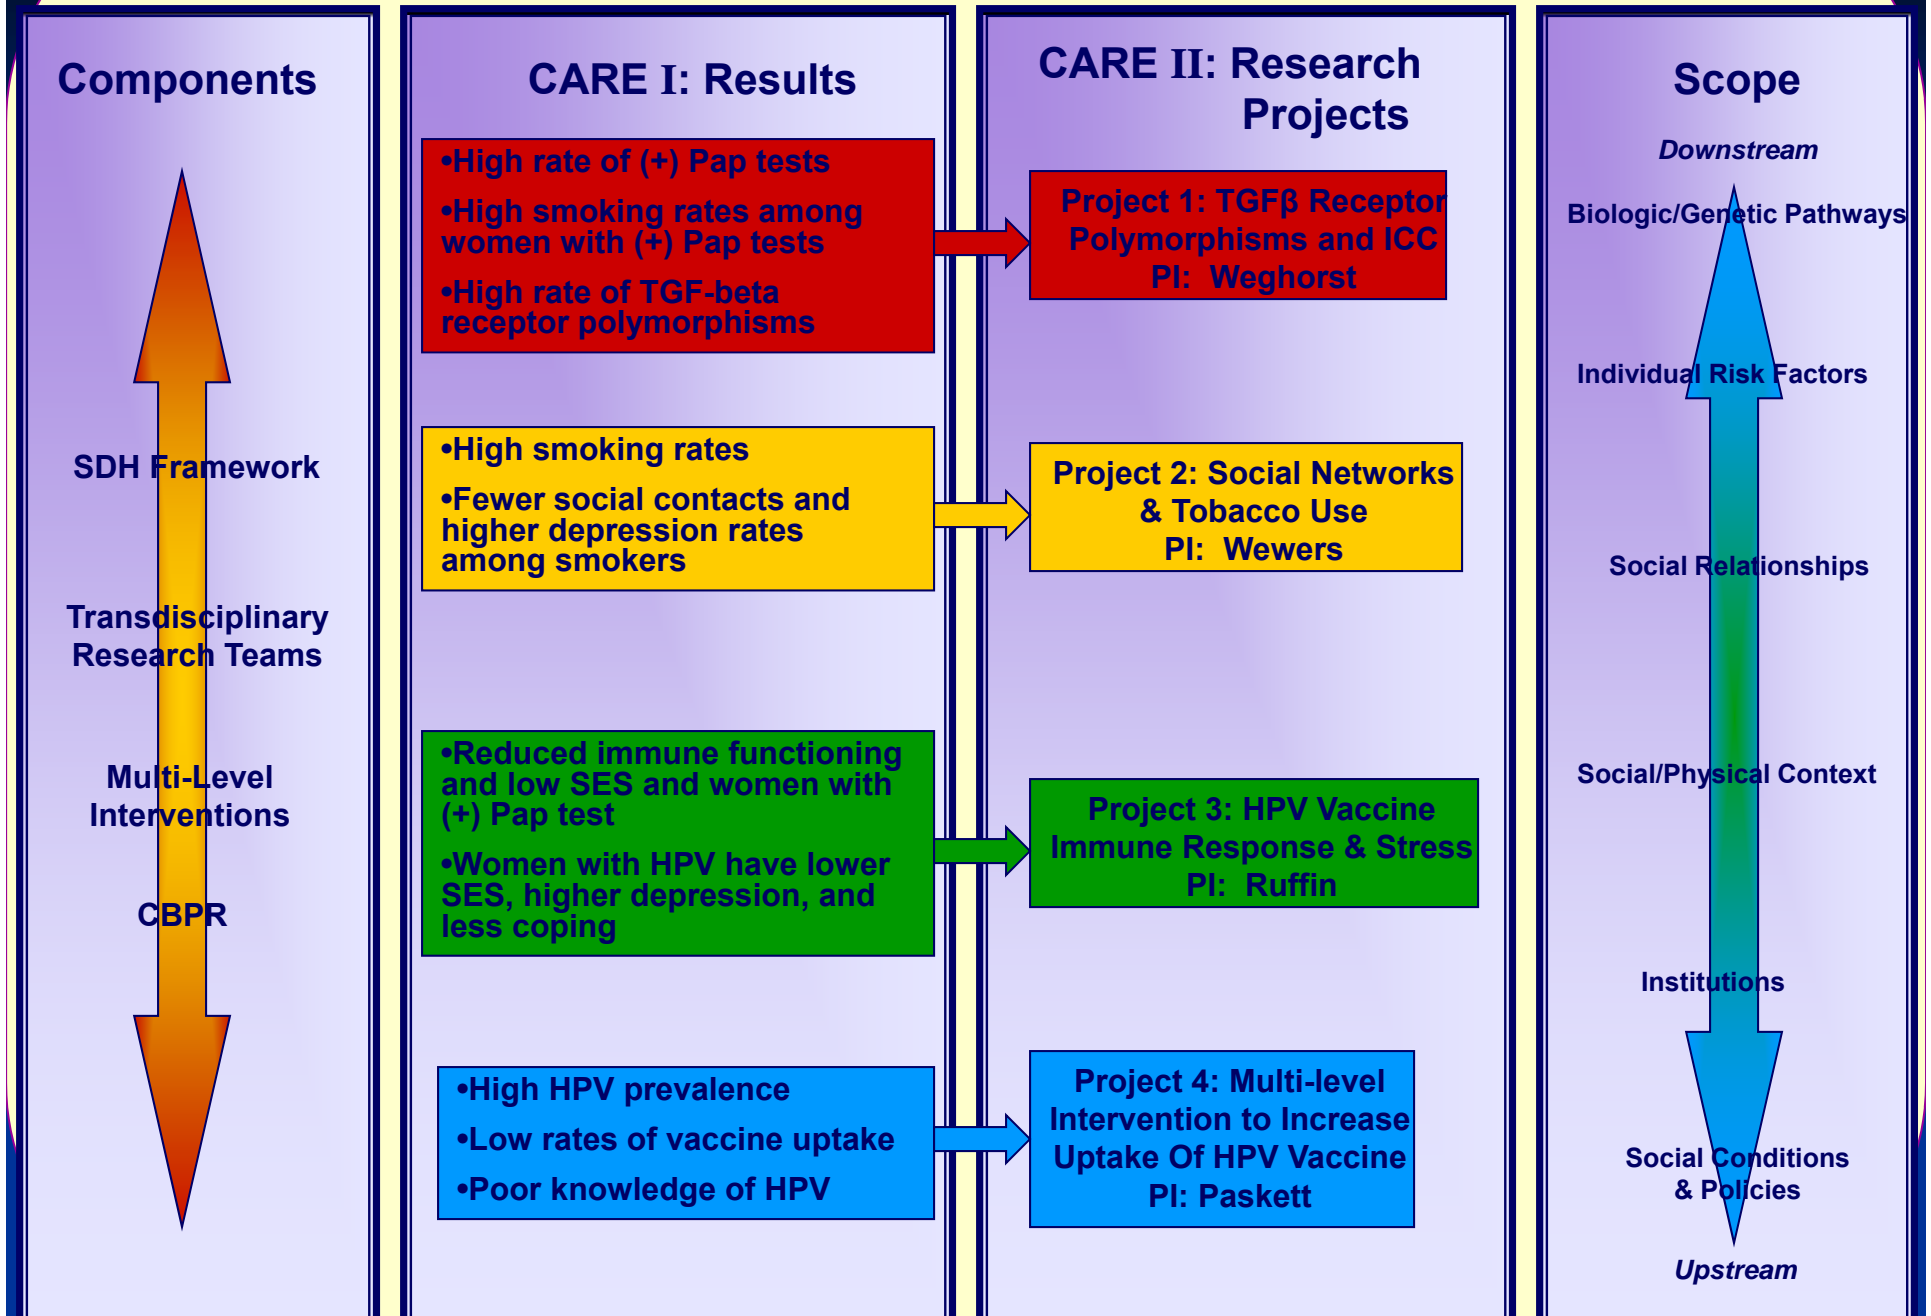 Components
SDH Framework
Transdisciplinary
Research Teams
Multi-Level
Interventions
CBPR
CARE I: Results
•High rate of (+) Pap tests
•High smoking rates among
women with (+) Pap tests
•High rate of TGF-beta
receptor polymorphisms
•High smoking rates
•Fewer social contacts and
higher depression rates
among smokers
•Reduced immune functioning
and low SES and women with
(+) Pap test
•Women with HPV have lower
SES, higher depression, and
less coping
•High HPV prevalence
•Low rates of vaccine uptake
•Poor knowledge of HPV
CARE II: Research
Projects
Project 1: TGFβ Receptor
Polymorphisms and ICC
PI: Weghorst
Project 2: Social Networks
& Tobacco Use
PI: Wewers
Project 3: HPV Vaccine
Immune Response & Stress
PI: Ruffin
Project 4: Multi-level
Intervention to Increase
Uptake Of HPV Vaccine
PI: Paskett
Scope
Downstream
Biologic/Genetic Pathways
Individual Risk Factors
Social Relationships
Social/Physical Context
Institutions
Social Conditions
& Policies
Upstream